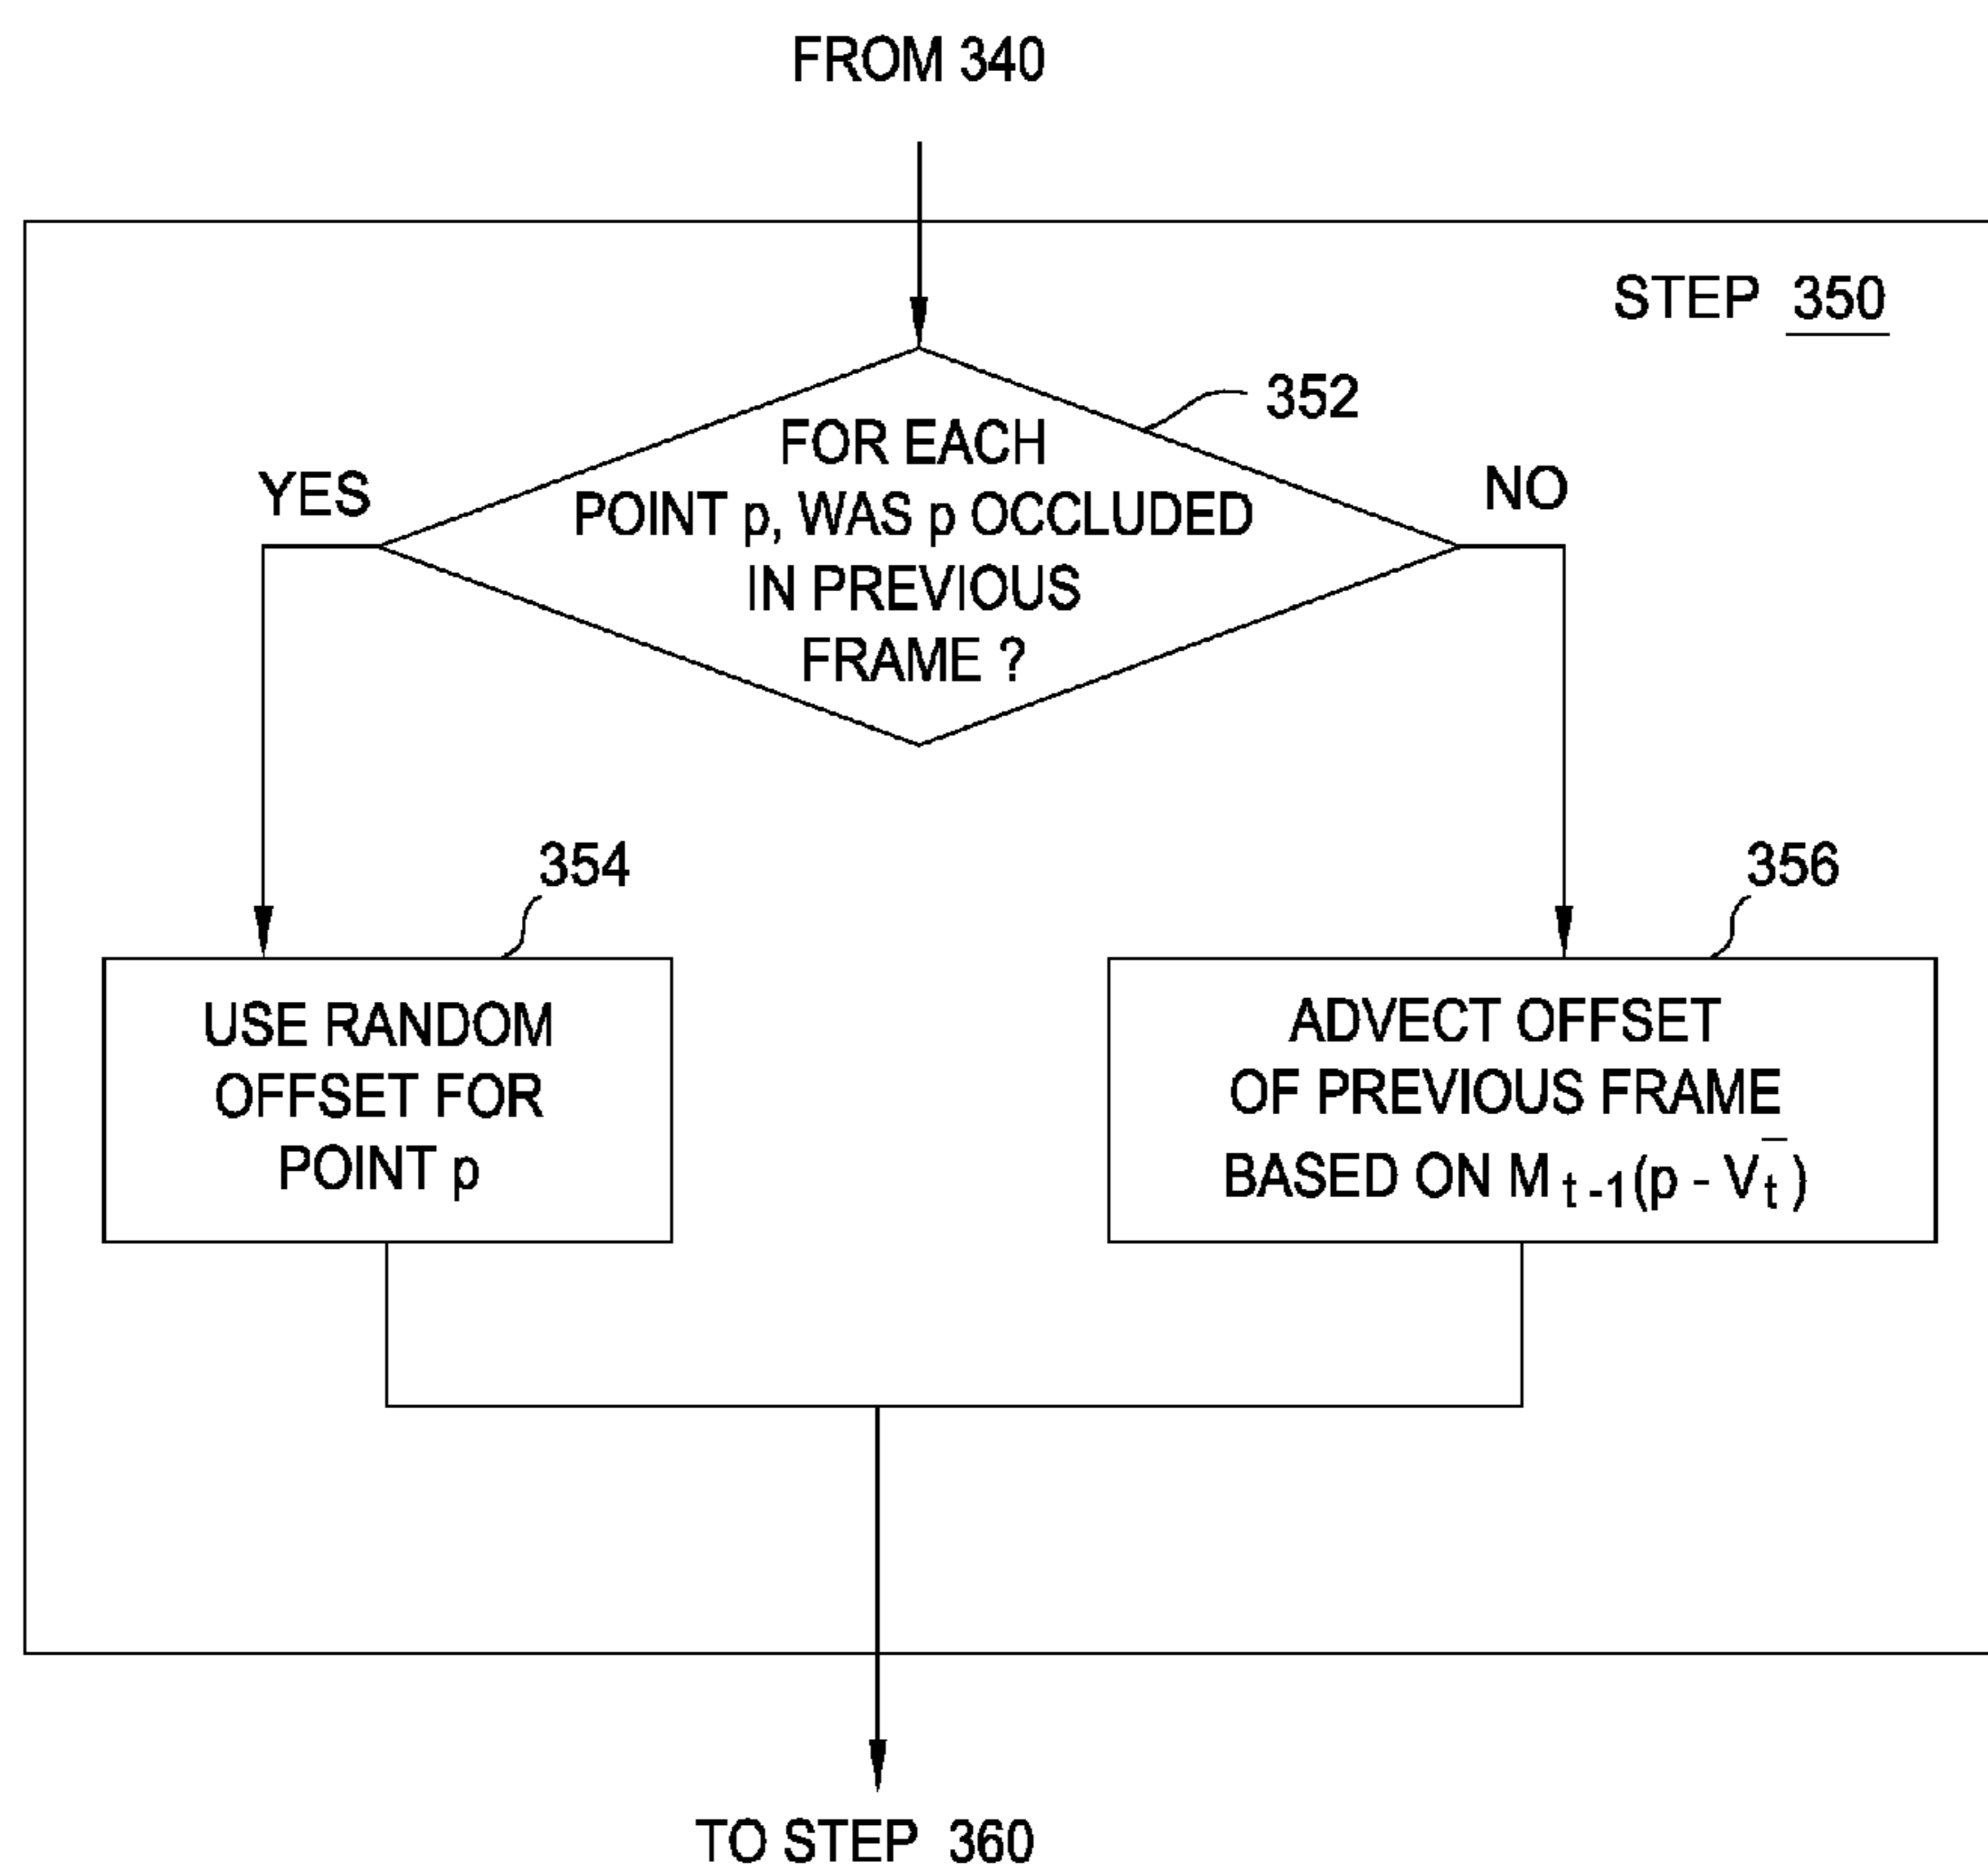 FROM 340
STEP 350
352
FOR EACH
POINT p, WAS p OCCLUDED
IN PREVIOUS
FRAME ?
YES
NO
354
356
USE RANDOM
OFFSET FOR
POINT p
ADVECT OFFSET
OF PREVIOUS FRAME
BASED ON M t -1(p - V̅t )
TO STEP 360